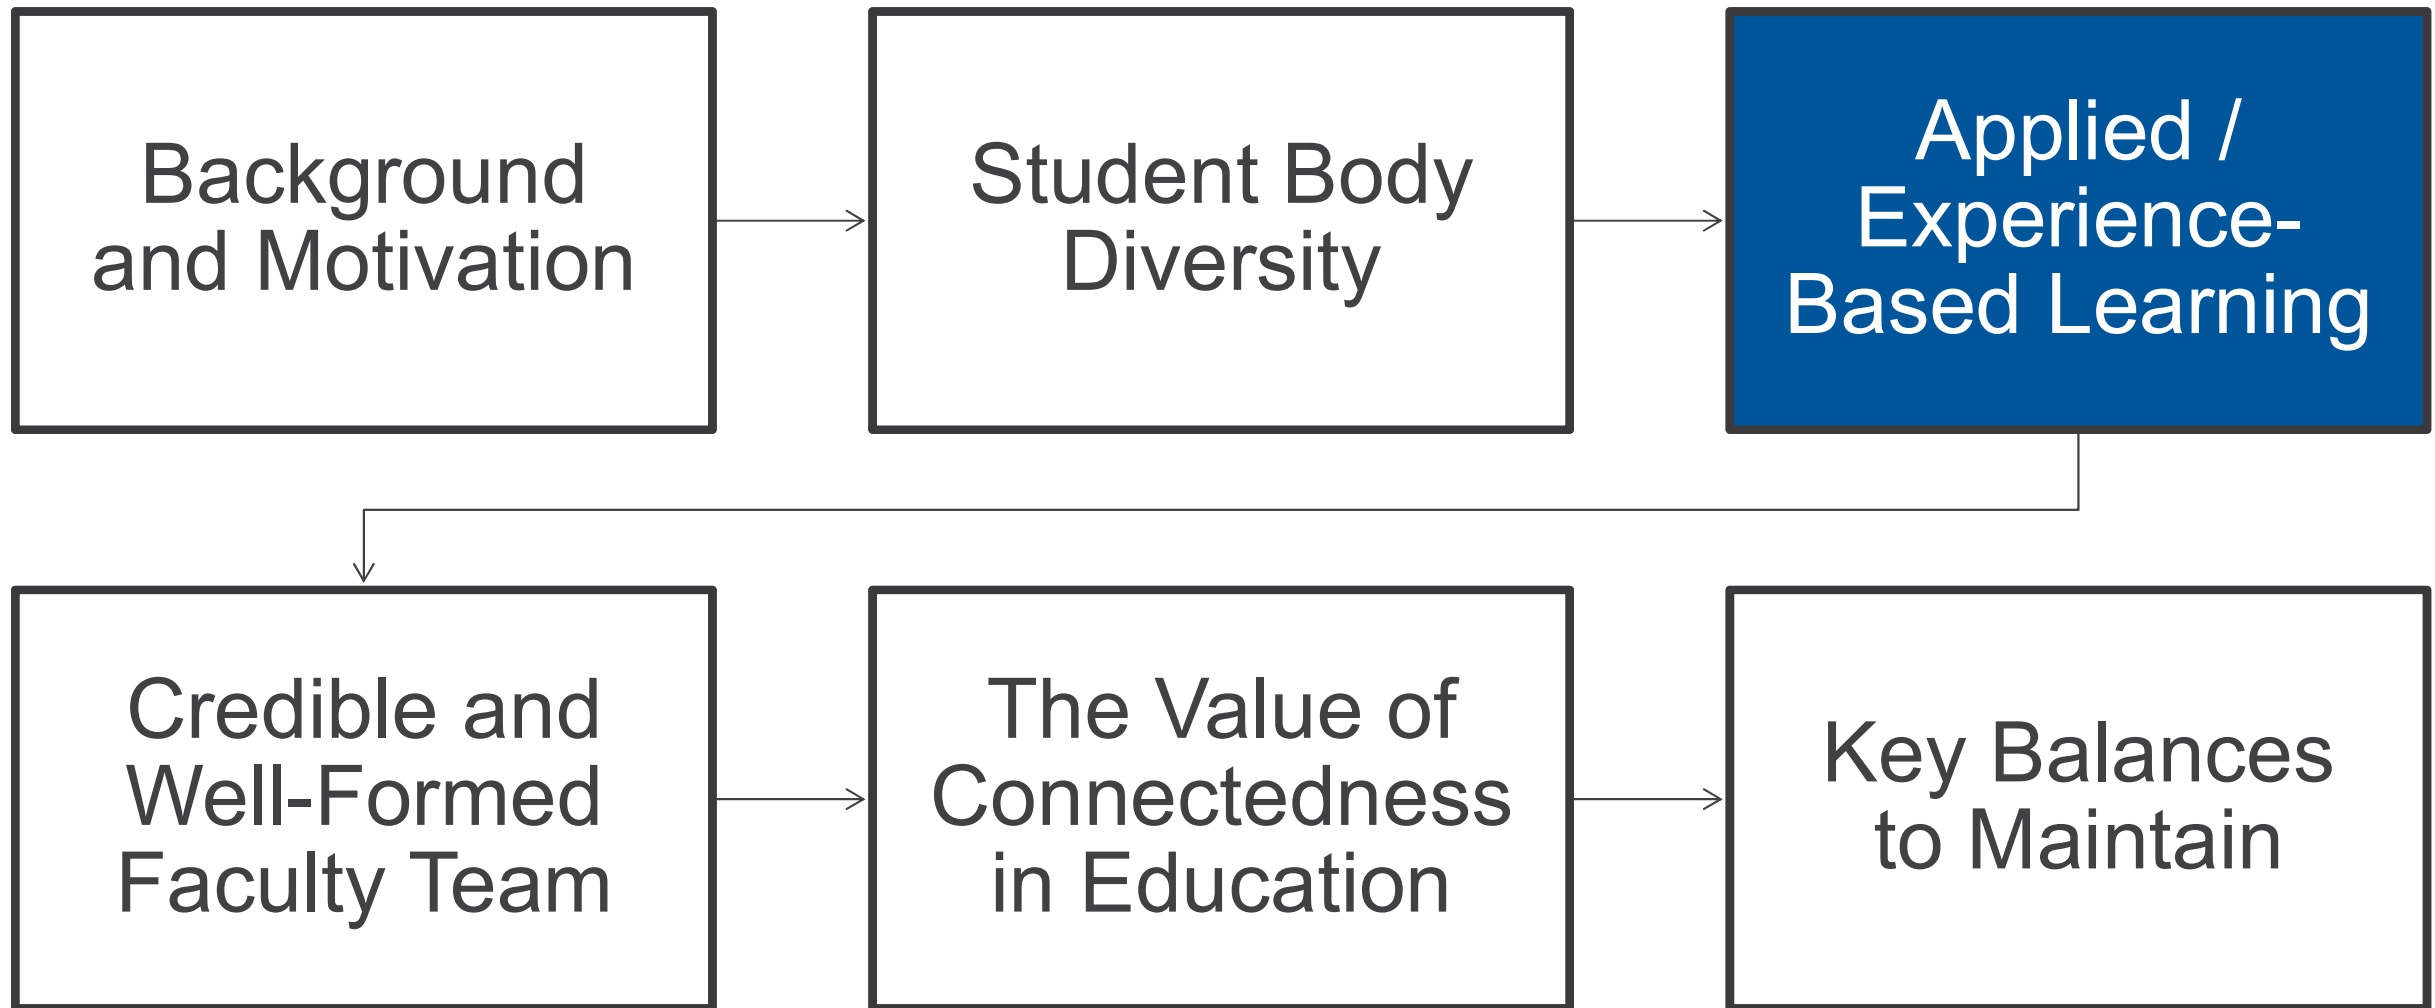 Background
and Motivation
Student Body
Diversity
Applied /
Experience-
Based Learning
Credible and
Well-Formed
Faculty Team
The Value of
Connectedness
in Education
Key Balances
to Maintain